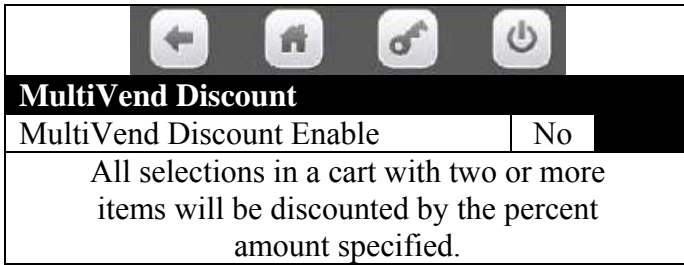 MultiVend Discount
MultiVend Discount Enable No
All selections in a cart with two or more
items will be discounted by the percent
amount specified.